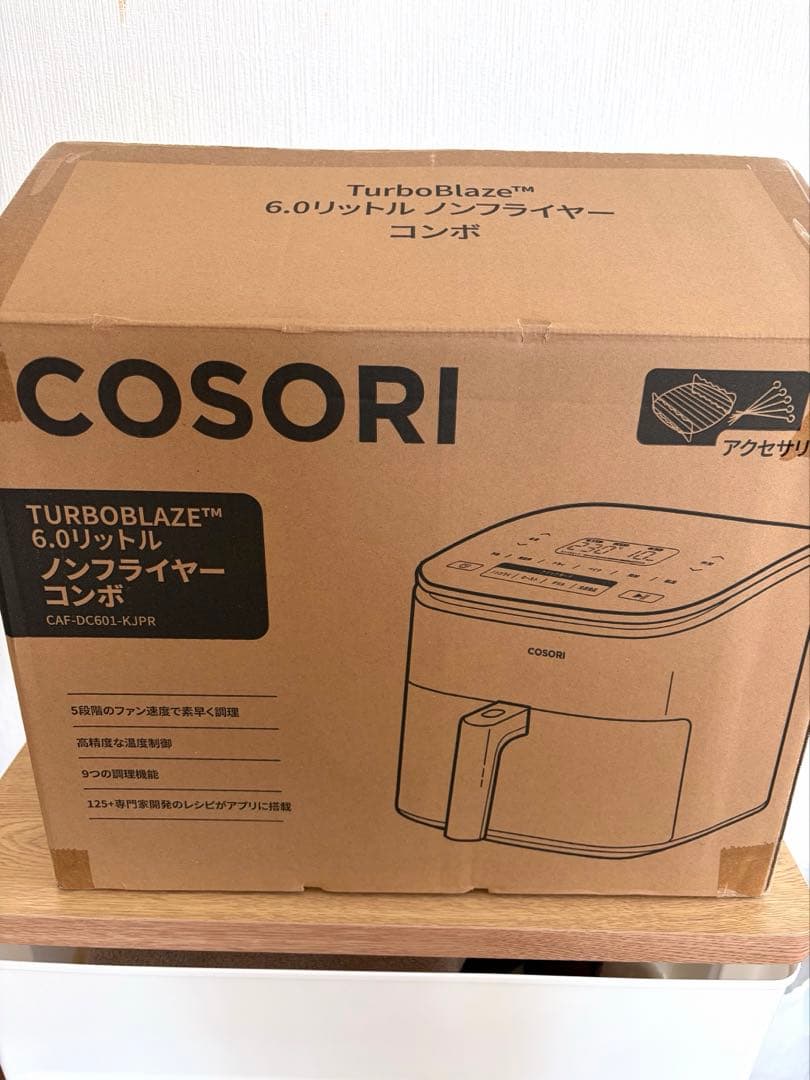 TurboBlaze™
6.0リットル ノンフライヤー
コンボ
COSORI
アクセサリ
TURBOBLAZE™
6.0リットル
ノンフライヤー
コンボ
CAF-DC601-KJPR
230
10
COSORI
5段階のファン速度で素早く調理
高精度な温度制御
9つの調理機能
125+専門家開発のレシピがアプリに搭載